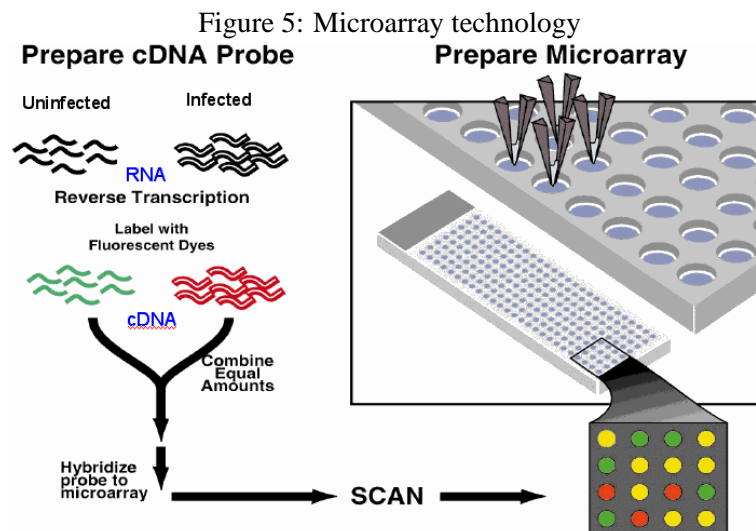 Figure 5: Microarray technology
Prepare cDNA Probe
Prepare Microarray
Uninfected
Infected
RNA
Reverse Transcription
Label with
Fluorescent Dyes
cDNA
Combine
Equal
Amounts
Hybridize
probe to
microarray
SCAN